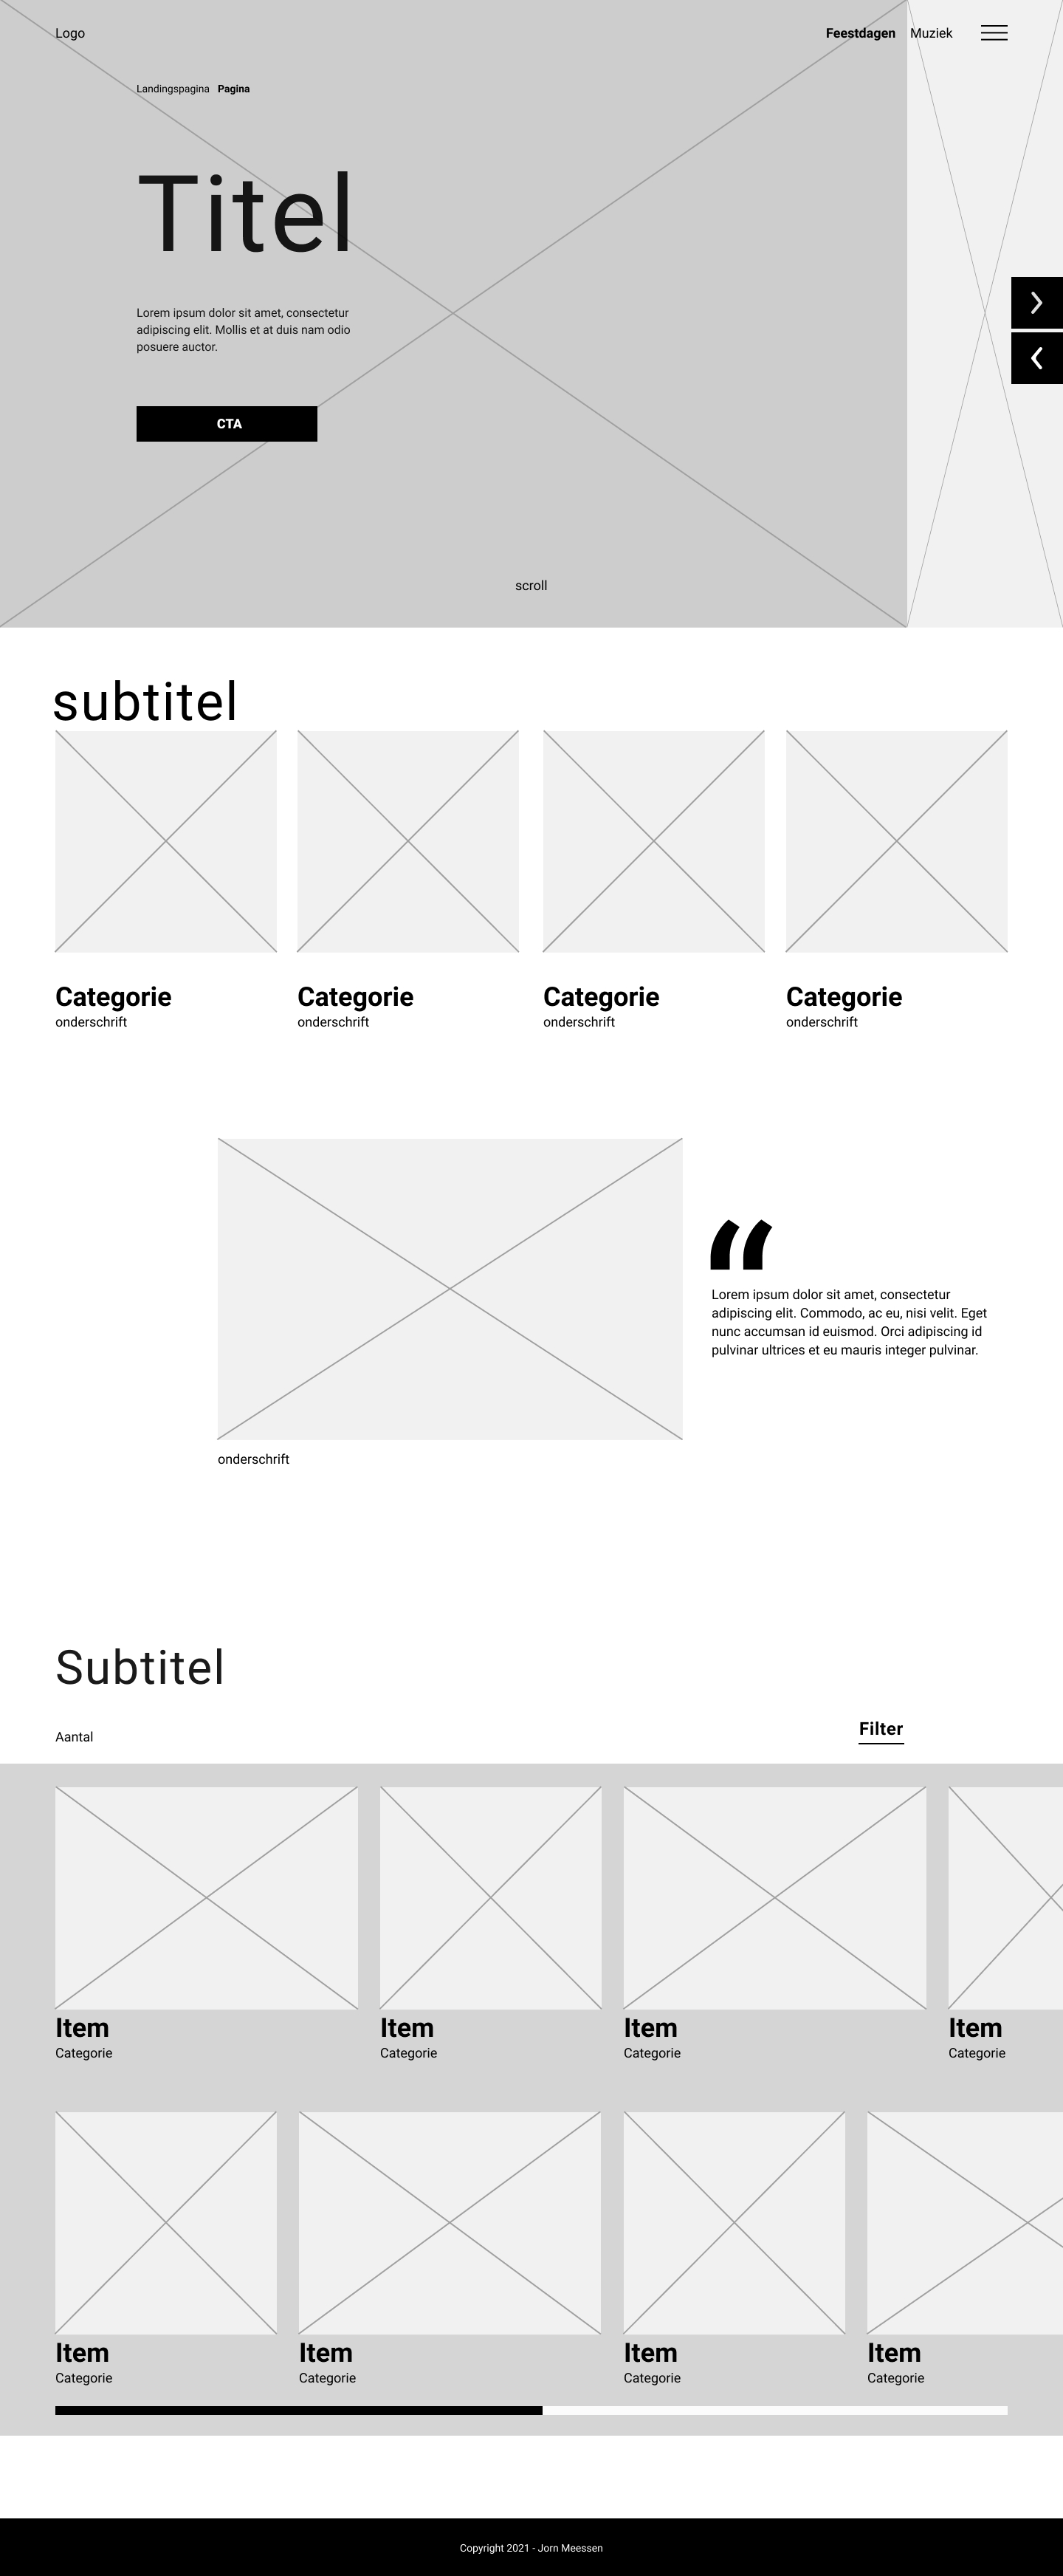 Logo
Feestdagen Muziek
Landingspagina Pagina
Titel
Lorem ipsum dolor sit amet, consectetur
adipiscing elit. Mollis et at duis nam odio
posuere auctor.
CTA
scroll
subtitel
Categorie
onderschrift
Categorie
onderschrift
Categorie
onderschrift
Categorie
onderschrift
“
Lorem ipsum dolor sit amet, consectetur
adipiscing elit. Commodo, ac eu, nisi velit. Eget
nunc accumsan id euismod. Orci adipiscing id
pulvinar ultrices et eu mauris integer pulvinar.
onderschrift
Subtitel
Aantal
Filter
Item
Categorie
Item
Categorie
Item
Categorie
Item
Categorie
Item
Categorie
Item
Categorie
Item
Categorie
Item
Categorie
Copyright 2021 - Jorn Meessen